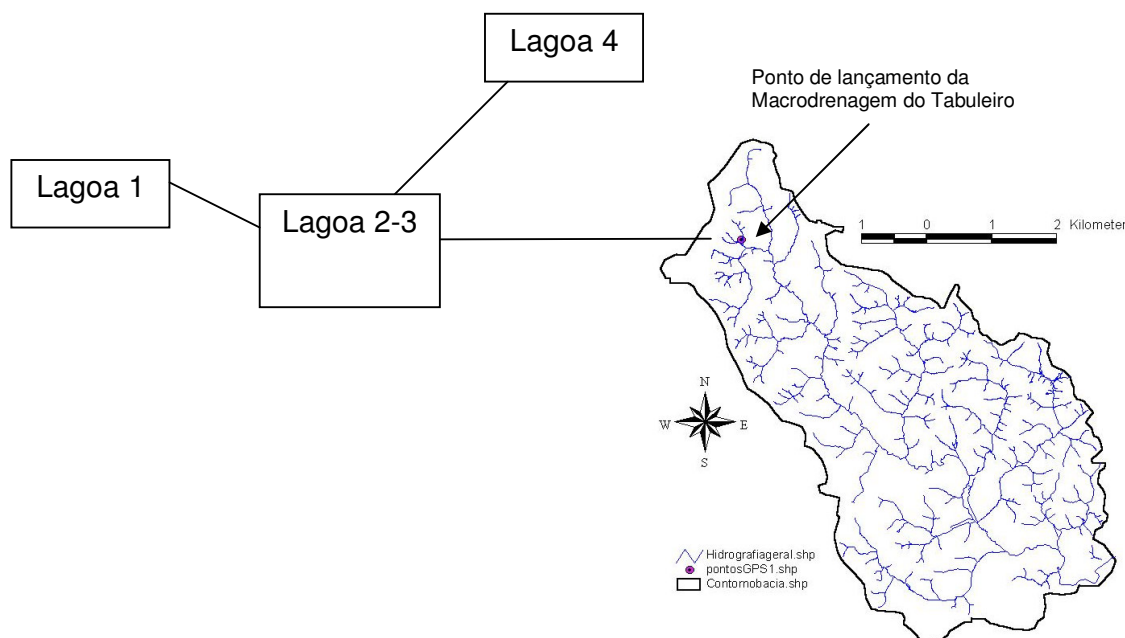 Lagoa 4
Ponto de lançamento da
Macrodrenagem do Tabuleiro
Lagoa 1
Lagoa 2-3
1 0 1 2 Kilometer
N
W E
S
Hidrografiageral.shp
pontosGPS1.shp
Contornobacia.shp